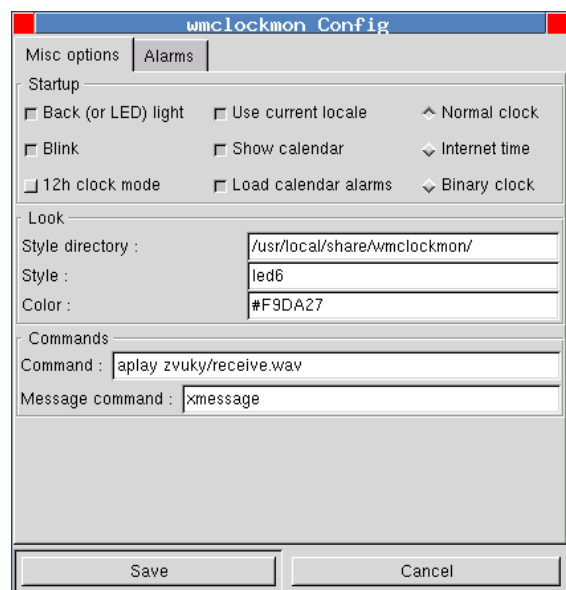 wmclockmon Config
Misc options Alarms
Startup
Back (or LED) light Use current locale Normal clock
Blink Show calendar Internet time
12h clock mode Load calendar alarms Binary clock
Look
Style directory : /usr/local/share/wmclockmon/
Style : led6
Color : #F9DA27
Commands
Command : aplay zvuky/receive.wav
Message command : xmessage
Save Cancel